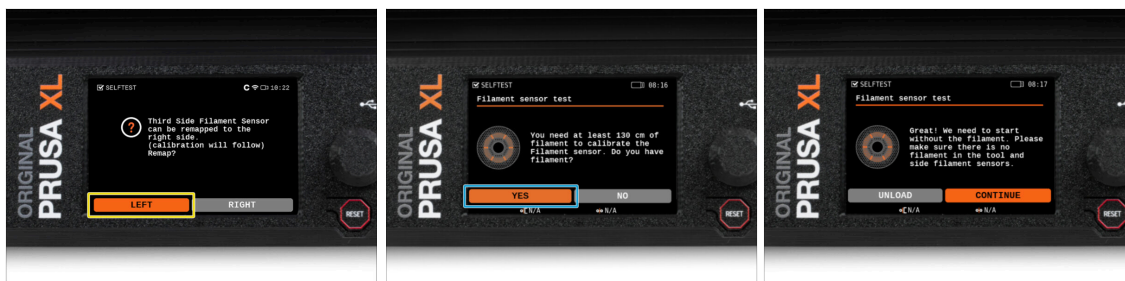 ORIGINAL
PRUSA XL
SELFTEST
C 10:22
Third Side Filament Sensor
can be remapped to the
right side.
(calibration will follow)
Remap?
LEFT
RIGHT
RESET
ORIGINAL
PRUSA XL
SELFTEST
08:16
Filament sensor test
You need at least 130 cm of
filament to calibrate the
Filament sensor. Do you have
filament?
YES
NO
N/A
N/A
RESET
ORIGINAL
PRUSA XL
SELFTEST
08:17
Filament sensor test
Great! We need to start
without the filament. Please
make sure there is no
filament in the tool and
side filament sensors.
UNLOAD
CONTINUE
N/A
N/A
RESET